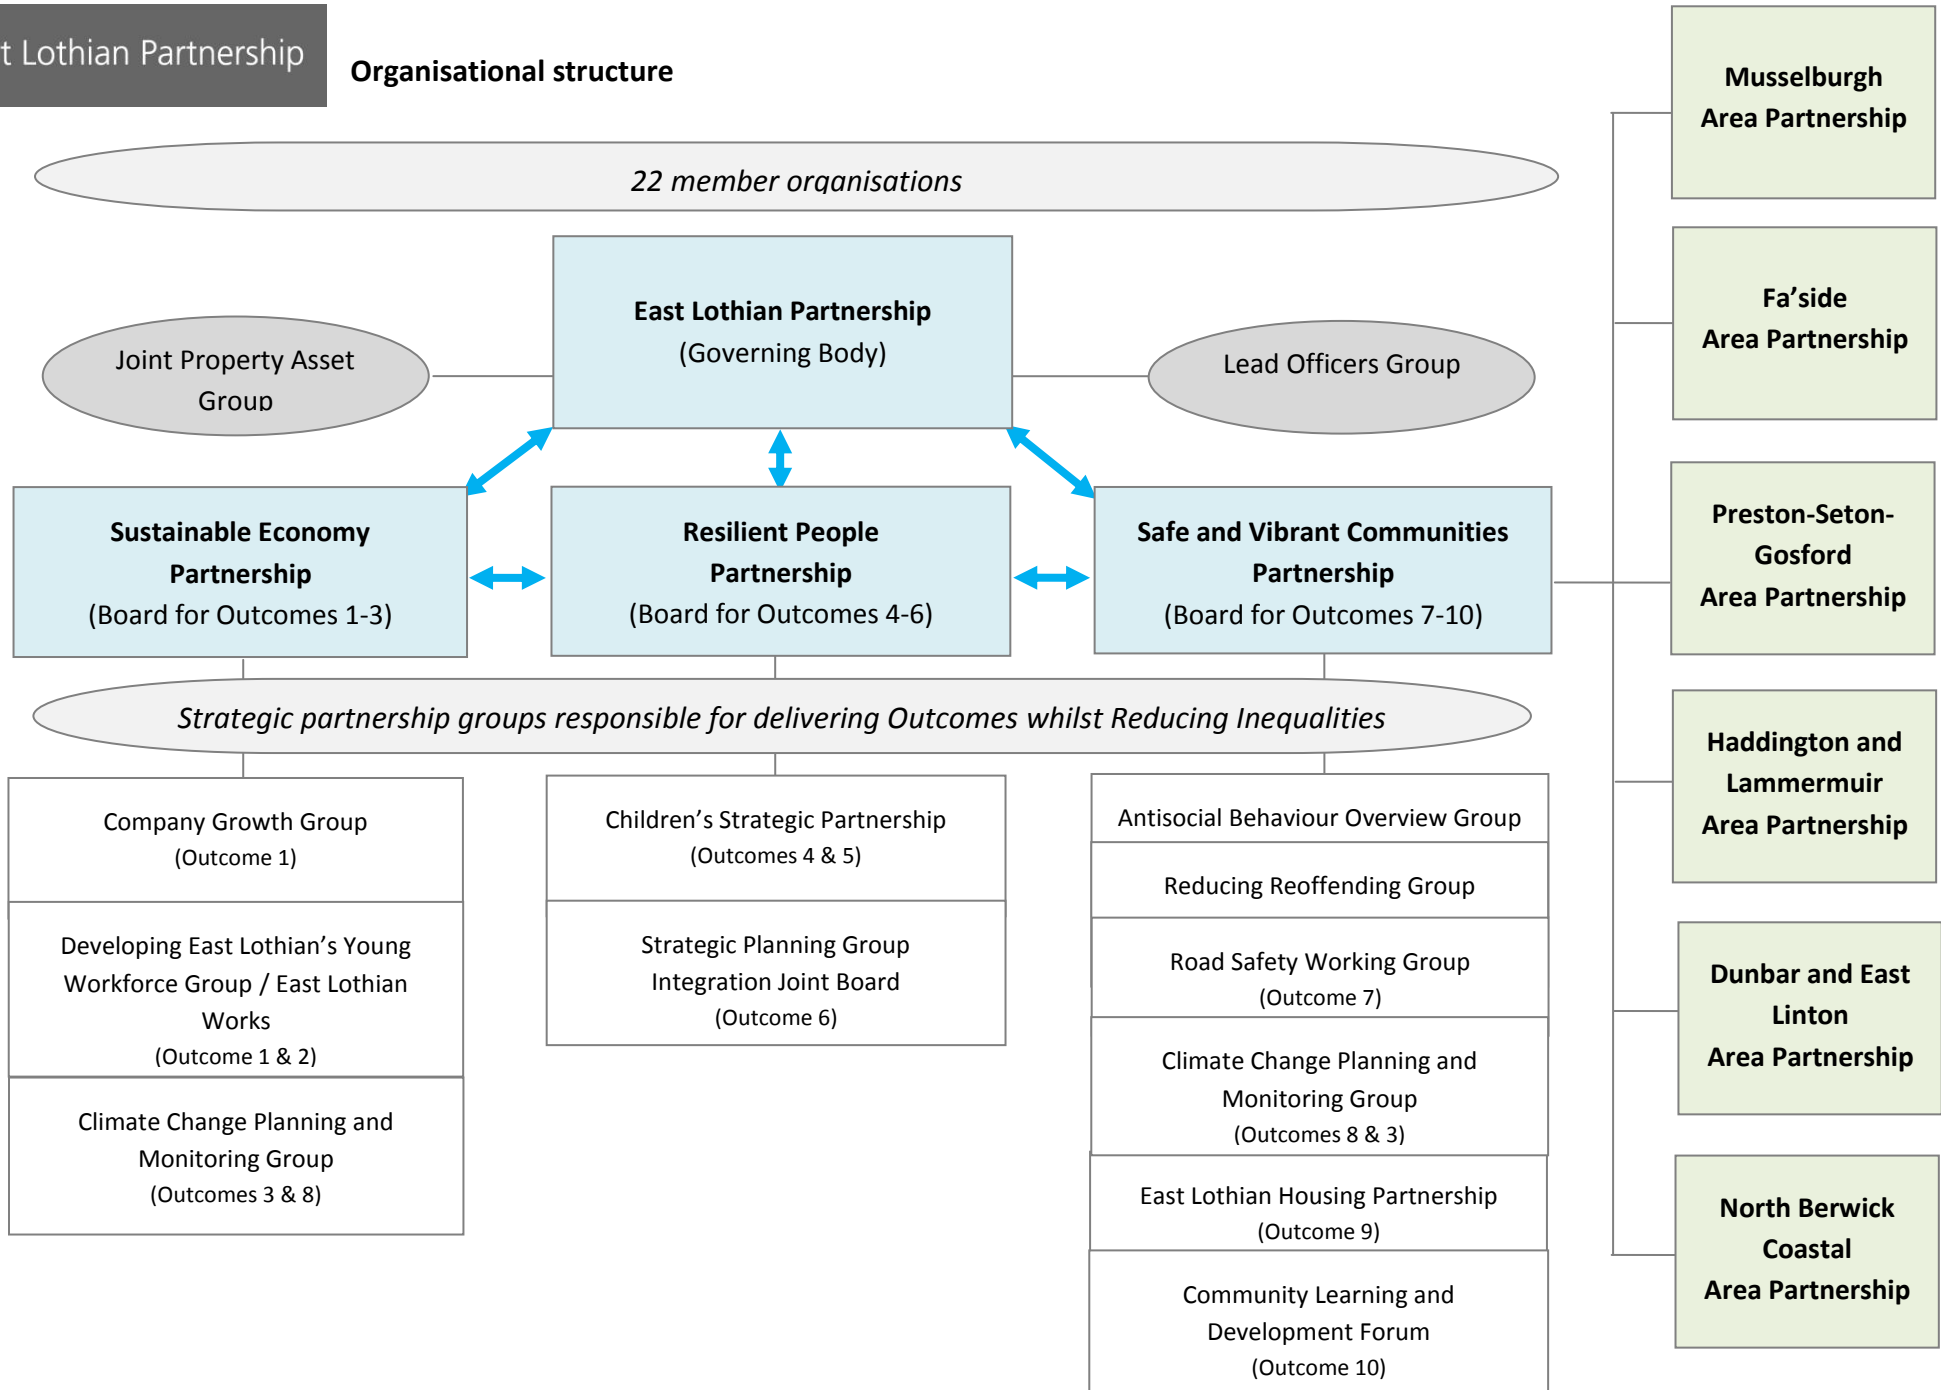 t Lothian Partnership
Organisational structure
22 member organisations
East Lothian Partnership
(Governing Body)
Joint Property Asset
Group
Lead Officers Group
Sustainable Economy
Partnership
(Board for Outcomes 1-3)
Resilient People
Partnership
(Board for Outcomes 4-6)
Safe and Vibrant Communities
Partnership
(Board for Outcomes 7-10)
Strategic partnership groups responsible for delivering Outcomes whilst Reducing Inequalities
Company Growth Group
(Outcome 1)
Developing East Lothian’s Young
Workforce Group / East Lothian
Works
(Outcome 1 & 2)
Climate Change Planning and
Monitoring Group
(Outcomes 3 & 8)
Children’s Strategic Partnership
(Outcomes 4 & 5)
Strategic Planning Group
Integration Joint Board
(Outcome 6)
Antisocial Behaviour Overview Group
Reducing Reoffending Group
Road Safety Working Group
(Outcome 7)
Climate Change Planning and
Monitoring Group
(Outcomes 8 & 3)
East Lothian Housing Partnership
(Outcome 9)
Community Learning and
Development Forum
(Outcome 10)
Musselburgh
Area Partnership
Fa’side
Area Partnership
Preston-Seton-
Gosford
Area Partnership
Haddington and
Lammermuir
Area Partnership
Dunbar and East
Linton
Area Partnership
North Berwick
Coastal
Area Partnership